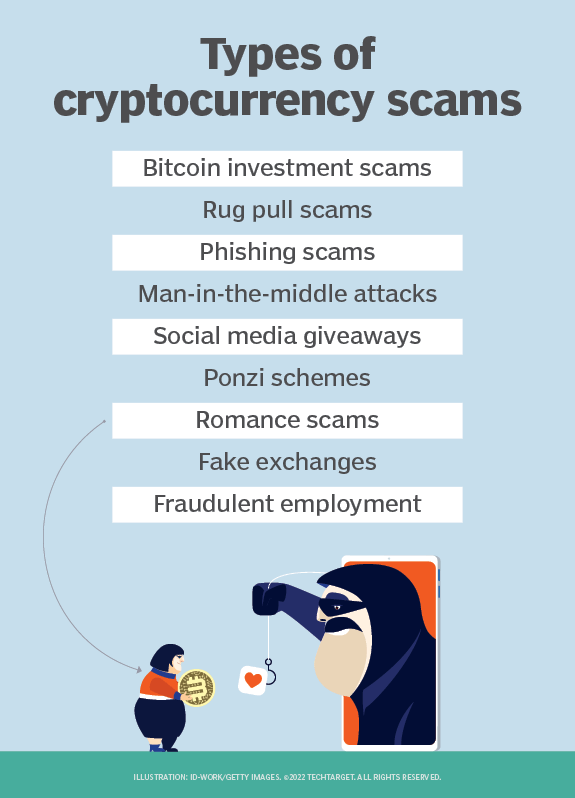 Types of
cryptocurrency scams
Bitcoin investment scams
Rug pull scams
Phishing scams
Man-in-the-middle attacks
Social media giveaways
Ponzi schemes
Romance scams
Fake exchanges
Fraudulent employment
ILLUSTRATION: ID-WORK/GETTY IMAGES. ©2022 TECHTARGET. ALL RIGHTS RESERVED.